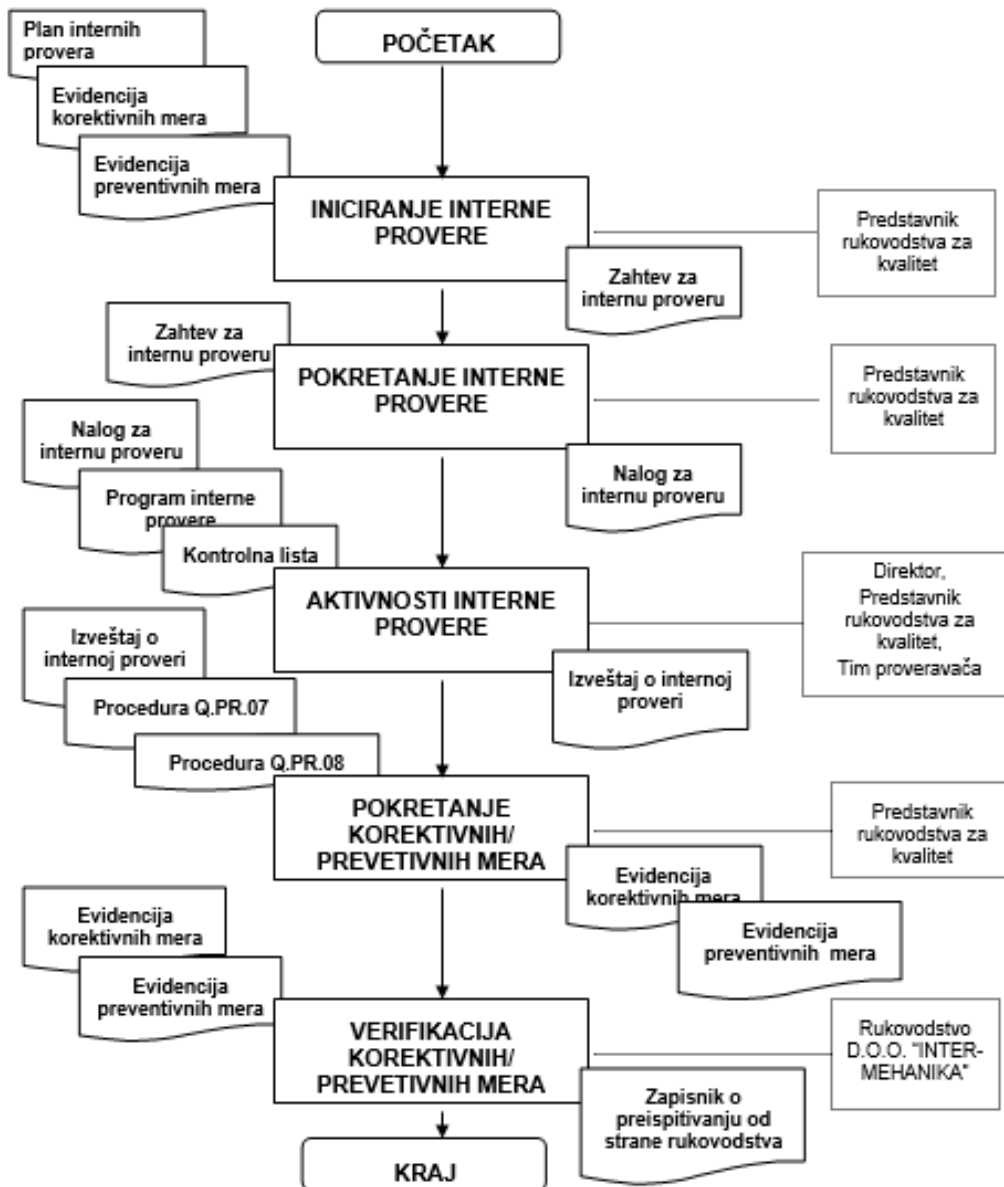 Plan internih
provera
POČETAK
Evidencija
korektivnih mera
Evidencija
preventivnih mera
INICIRANJE INTERNE
PROVERE
Predstavnik
rukovodstva za
kvalitet
Zahtev za
internu proveru
Zahtev za
internu proveru
POKRETANJE INTERNE
PROVERE
Predstavnik
rukovodstva za
kvalitet
Nalog za
internu proveru
Nalog za
internu proveru
Program interne
provere
Kontrolna lista
AKTIVNOSTI INTERNE
PROVERE
Direktor,
Predstavnik
rukovodstva za
kvalitet,
Tim proveravača
Izveštaj o
internoj proveri
Izveštaj o internoj
proveri
Procedura Q.PR.07
Procedura Q.PR.08
POKRETANJE
KOREKTIVNIH/
PREVETIVNIH MERA
Predstavnik
rukovodstva za
kvalitet
Evidencija
korektivnih mera
Evidencija
preventivnih mera
Evidencija
korektivnih mera
Evidencija
preventivnih mera
VERIFIKACIJA
KOREKTIVNIH/
PREVETIVNIH MERA
Rukovodstvo
D.O.O. "INTER-
MEHANIKA"
Zapisnik o
preispitivanju od
strane rukovodstva
KRAJ